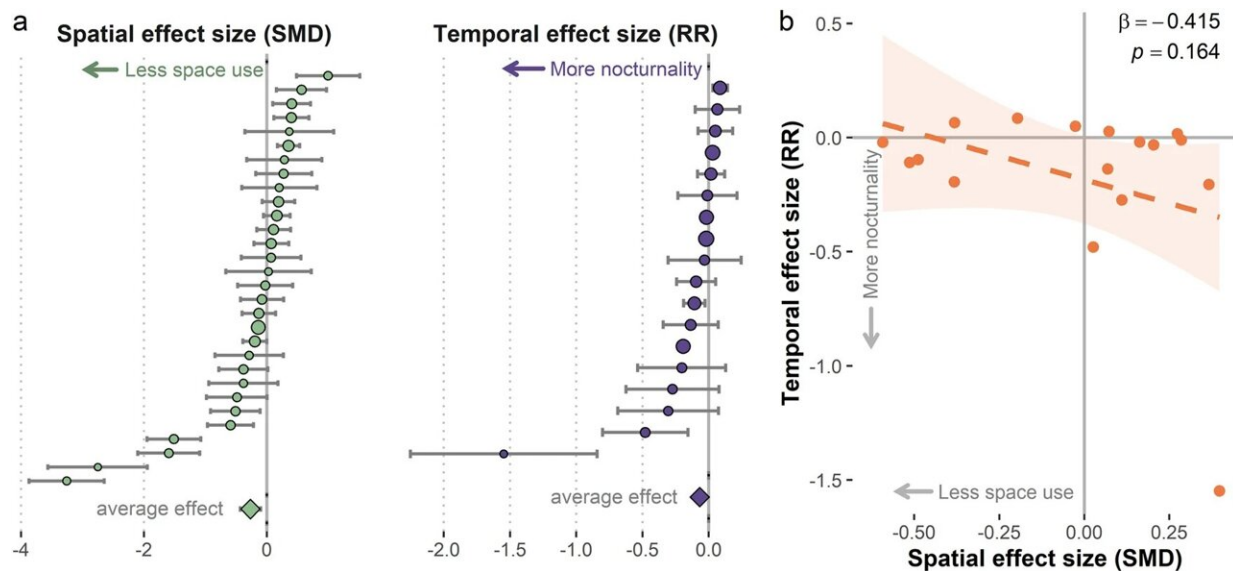 a
Spatial effect size (SMD)
Less space use
average effect
-4 -2 0
Temporal effect size (RR)
More nocturnality
average effect
-2.0 -1.5 -1.0 -0.5 0.0
b
β = −0.415
p = 0.164
0.5
0.0
-0.5
-1.0
-1.5
Temporal effect size (RR)
More nocturnality
Less space use
-0.50 -0.25 0.00 0.25
Spatial effect size (SMD)